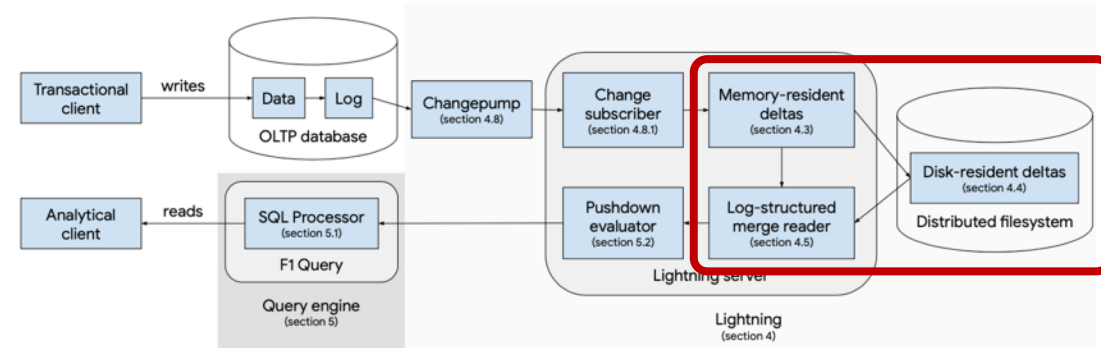 Transactional
client
writes
Data
Log
OLTP database
Changepump
(section 4.8)
Change
subscriber
(section 4.8.1)
Memory-resident
deltas
(section 4.3)
Disk-resident deltas
(section 4.4)
Distributed filesystem
Analytical
client
reads
SQL Processor
(section 5.1)
F1 Query
Query engine
(section 5)
Pushdown
evaluator
(section 5.2)
Log-structured
merge reader
(section 4.5)
Lightning server
Lightning
(section 4)